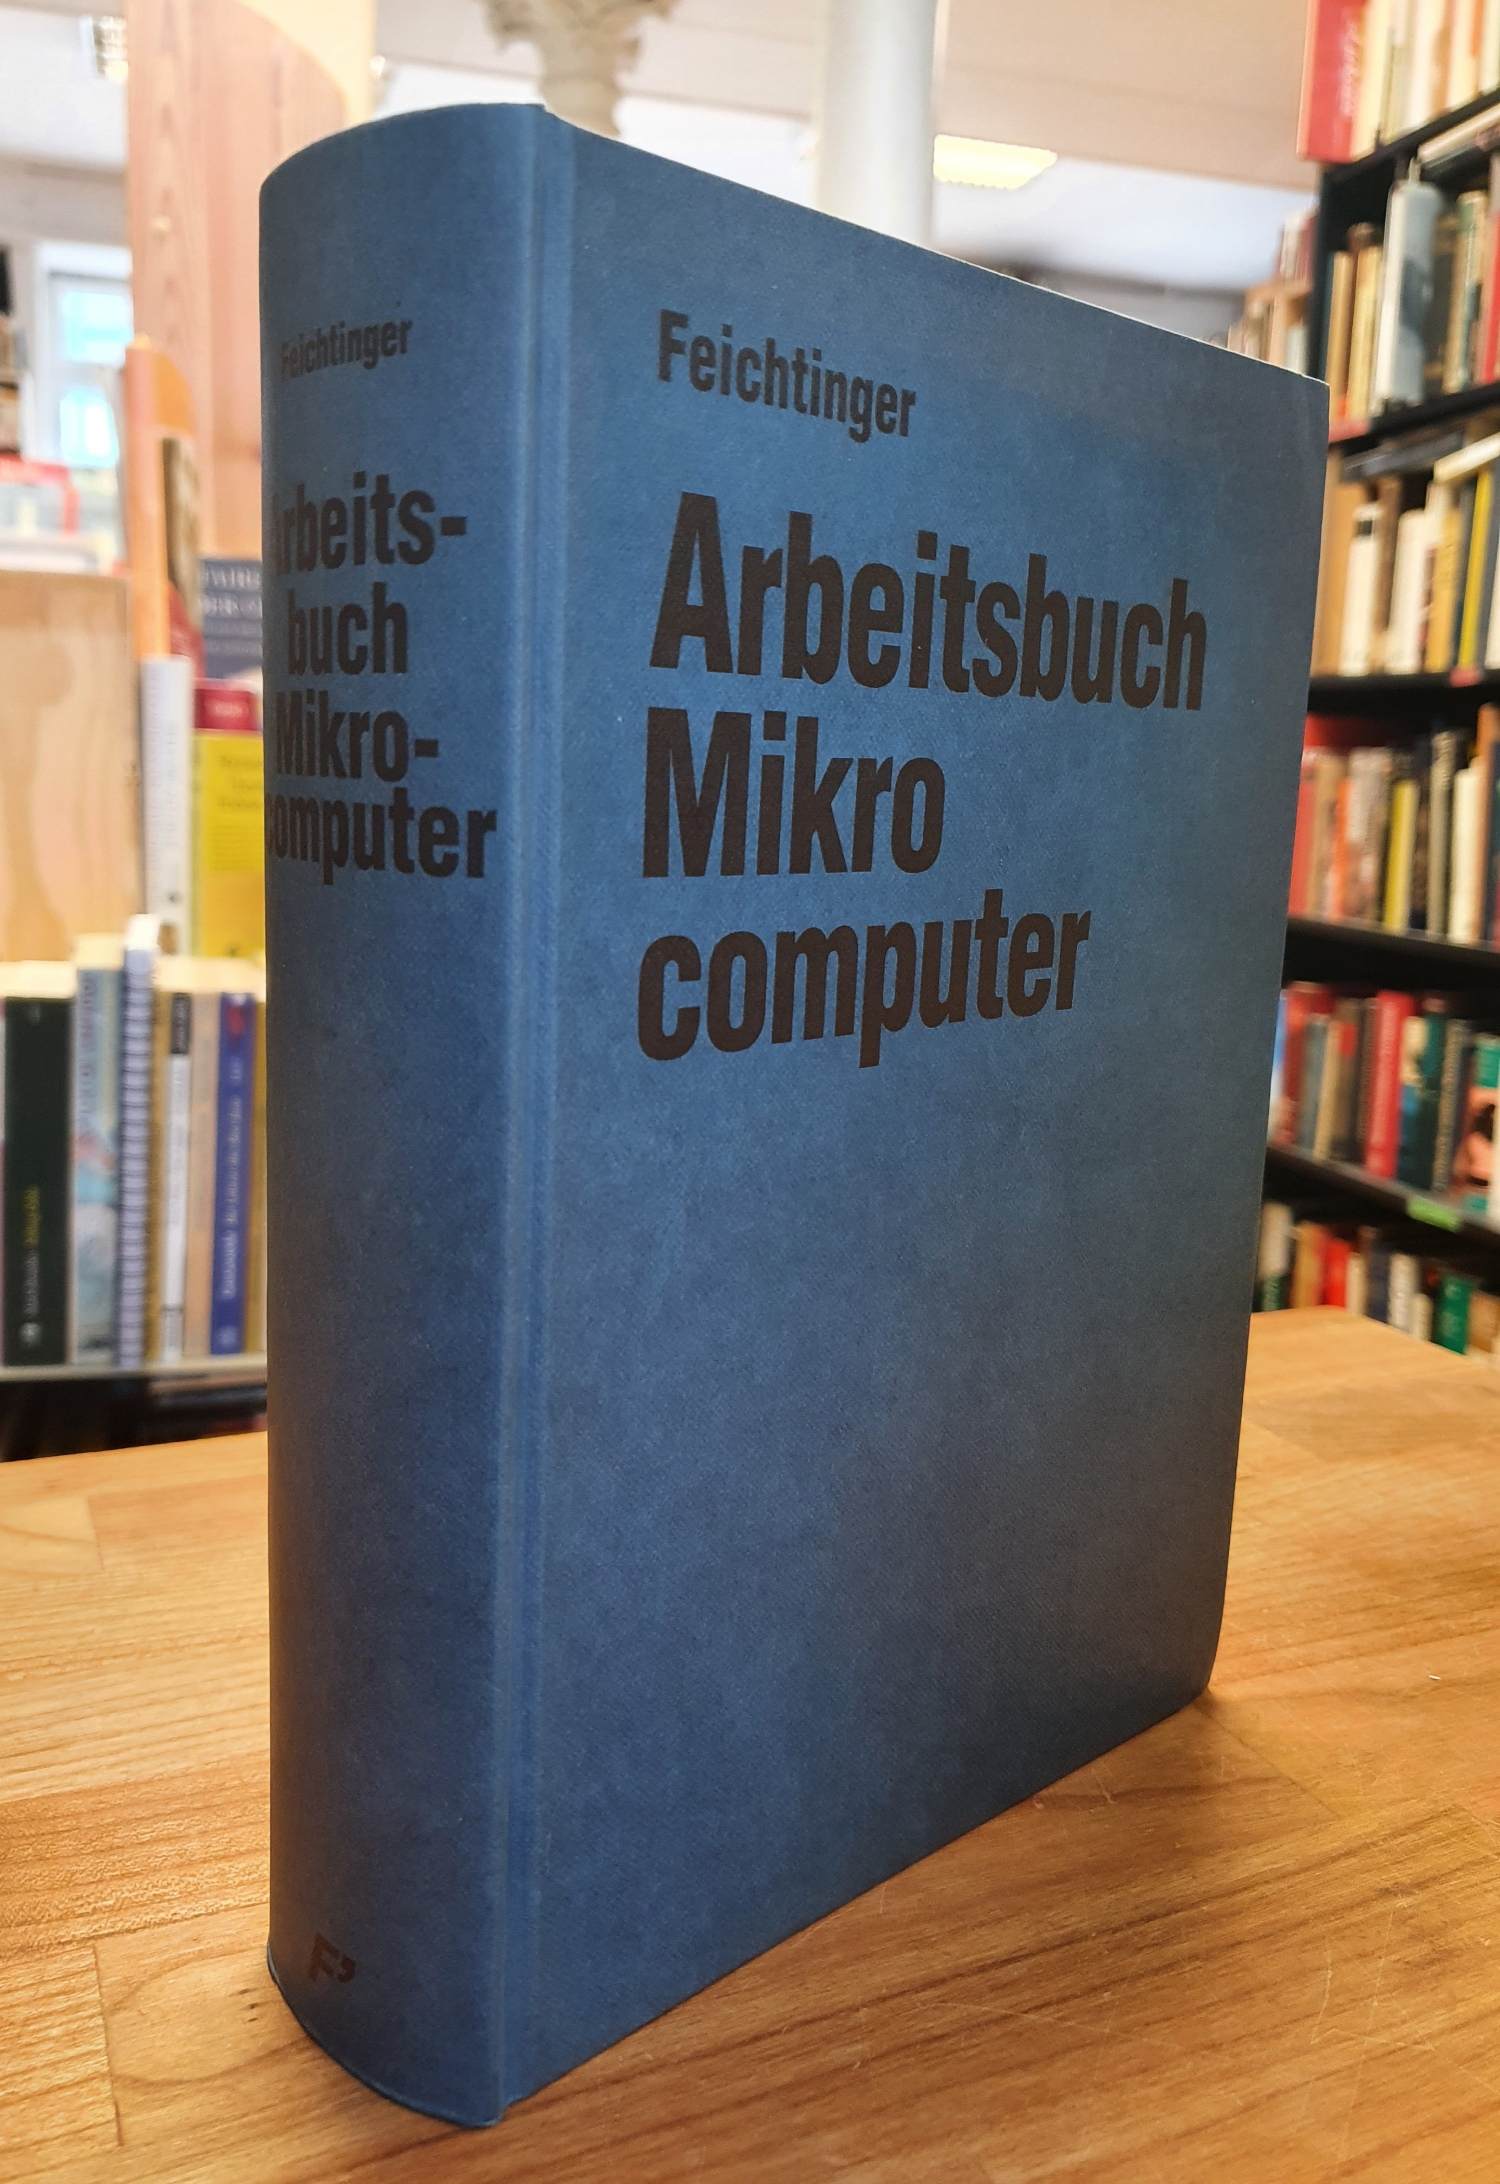 Feichtinger
Arbeits-
buch
Mikro-
computer
F
Feichtinger
Arbeitsbuch
Mikro
computer